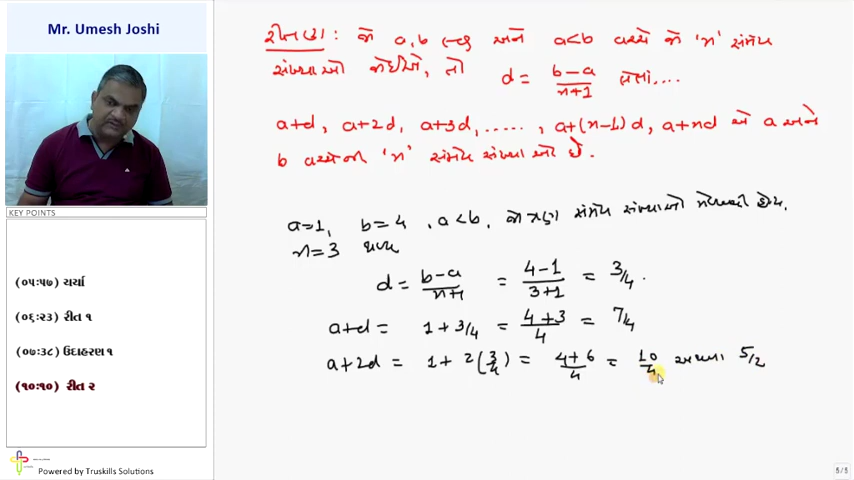 Mr. Umesh Joshi
રીત (૨) : જો a, b ∈ Q અને a<b વચ્ચે જો 'n' સંમેય
સંખ્યાઓ જોઈએ, તો d = b-a/n+1 લેતાં....
a+d, a+2d, a+3d, ....., a+(n-1)d, a+nd એ a અને
b વચ્ચેની 'n' સંમેય સંખ્યાઓ છે.
KEY POINTS
(૦૫:૫૭) ચર્ચા
(૦૬:૨૩) રીત ૧
(૦૭:૩૮) ઉદાહરણ ૧
(૧૦:૧૦) રીત ૨
a=1, b=4, a<b, જો ત્રણ સંમેય સંખ્યાઓ મેળવવી હોય,
n=3 થાય
d = b-a/n+1 = 4-1/3+1 = 3/4.
a+d = 1+3/4 = 4+3/4 = 7/4
a+2d = 1+2(3/4) = 4+6/4 = 10/4 અથવા 5/2
Powered by Truskills Solutions
5/5